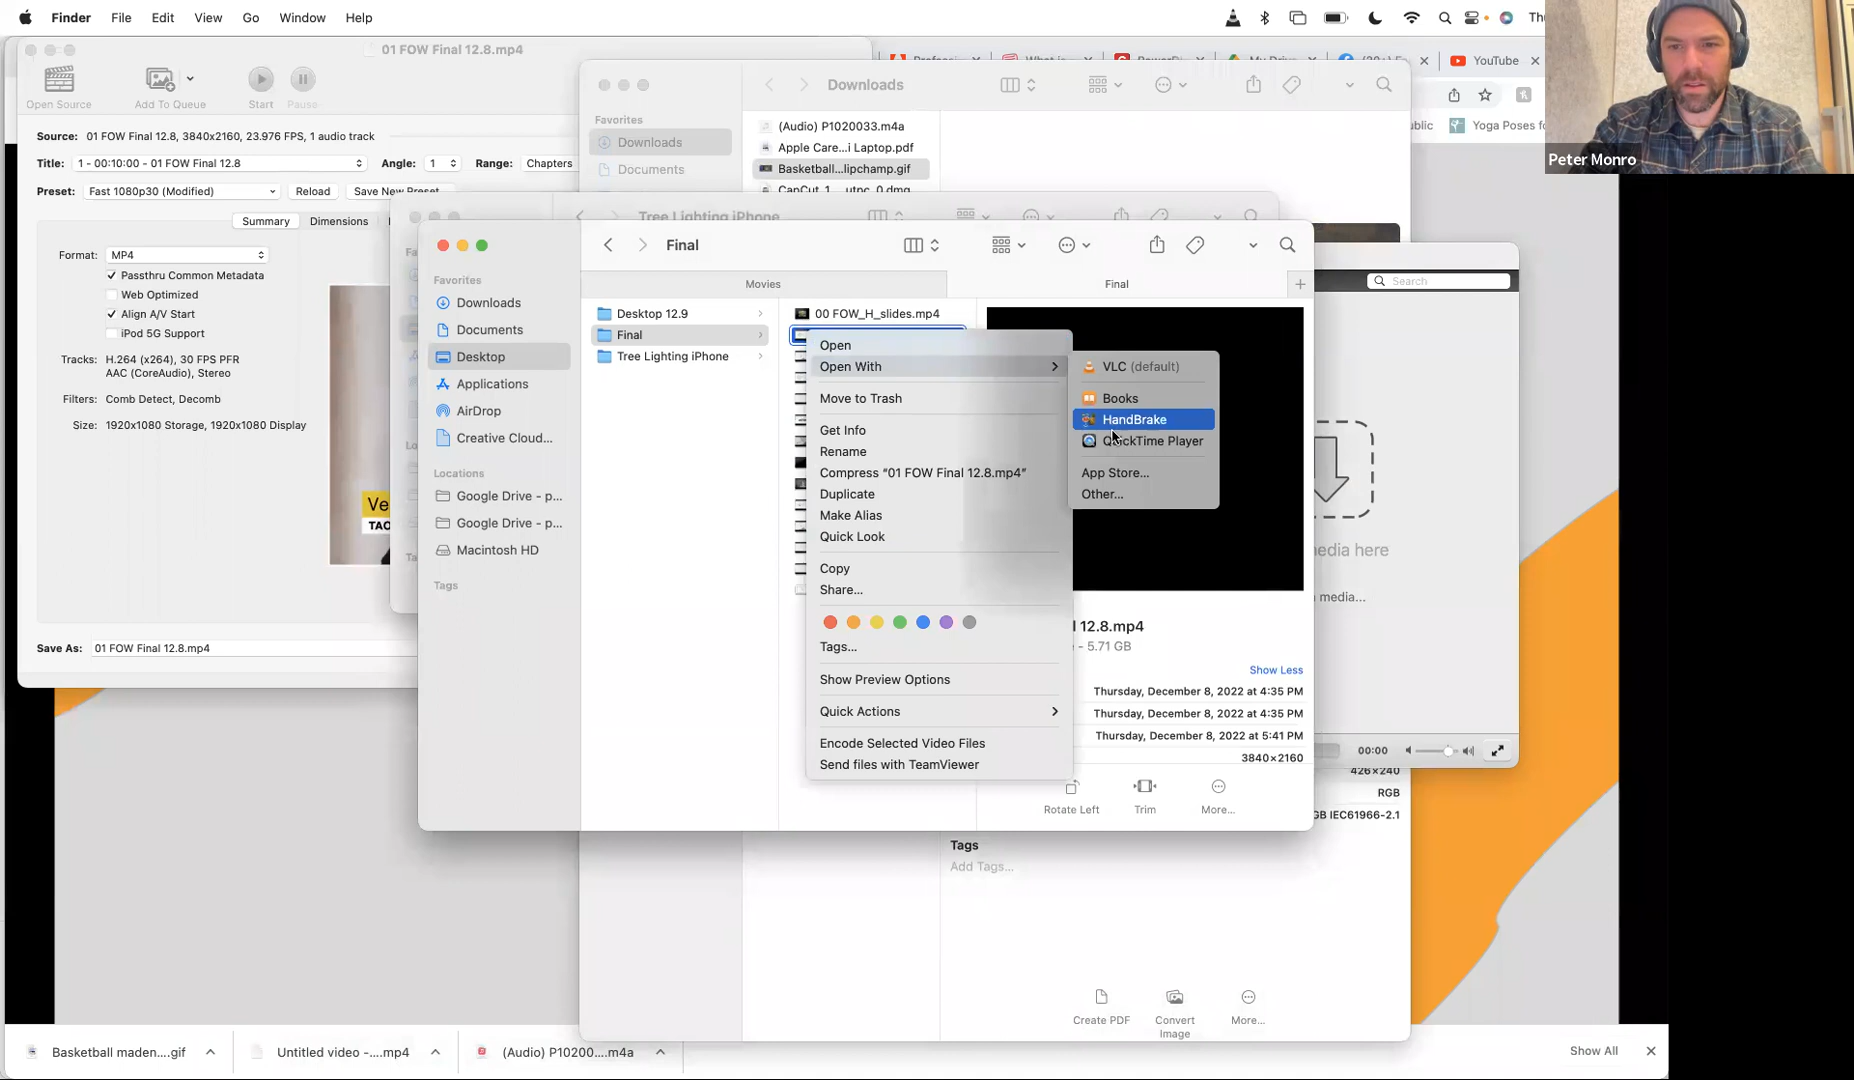 Finder File Edit View Go Window Help
01 FOW Final 12.8.mp4
Open Source
Add To Queue
Start
Pause
Source: 01 FOW Final 12.8, 3840x2160, 23.976 FPS, 1 audio track
Title: 1 - 00:10:00 - 01 FOW Final 12.8
Angle: 1
Range: Chapters
Preset: Fast 1080p30 (Modified)
Reload
Save New Preset
Summary
Dimensions
Format: MP4
Passthru Common Metadata
Web Optimized
Align A/V Start
iPod 5G Support
Tracks: H.264 (x264), 30 FPS PFR
AAC (CoreAudio), Stereo
Filters: Comb Detect, Decomb
Size: 1920x1080 Storage, 1920x1080 Display
Save As: 01 FOW Final 12.8.mp4
Downloads
Favorites
Downloads
Documents
(Audio) P1020033.m4a
Apple Care...i Laptop.pdf
Basketball...lipchamp.gif
Tree Lighting iPhone
YouTube
Yoga Poses fo
Peter Monro
Final
Movies
Final
Favorites
Downloads
Documents
Desktop
Applications
AirDrop
Creative Cloud...
Locations
Google Drive - p...
Google Drive - p...
Macintosh HD
Tags
Desktop 12.9
Final
Tree Lighting iPhone
00 FOW_H_slides.mp4
Open
Open With
Move to Trash
Get Info
Rename
Compress "01 FOW Final 12.8.mp4"
Duplicate
Make Alias
Quick Look
Copy
Share...
Tags...
Show Preview Options
Quick Actions
Encode Selected Video Files
Send files with TeamViewer
VLC (default)
Books
HandBrake
QuickTime Player
App Store...
Other...
l 12.8.mp4
- 5.71 GB
Show Less
Thursday, December 8, 2022 at 4:35 PM
Thursday, December 8, 2022 at 4:35 PM
Thursday, December 8, 2022 at 5:41 PM
3840×2160
Rotate Left
Trim
More...
Search
edia here
media...
00:00
426×240
RGB
GB IEC61966-2.1
Tags
Add Tags...
Create PDF
Convert Image
More...
Basketball maden....gif
Untitled video -....mp4
(Audio) P10200....m4a
Show All